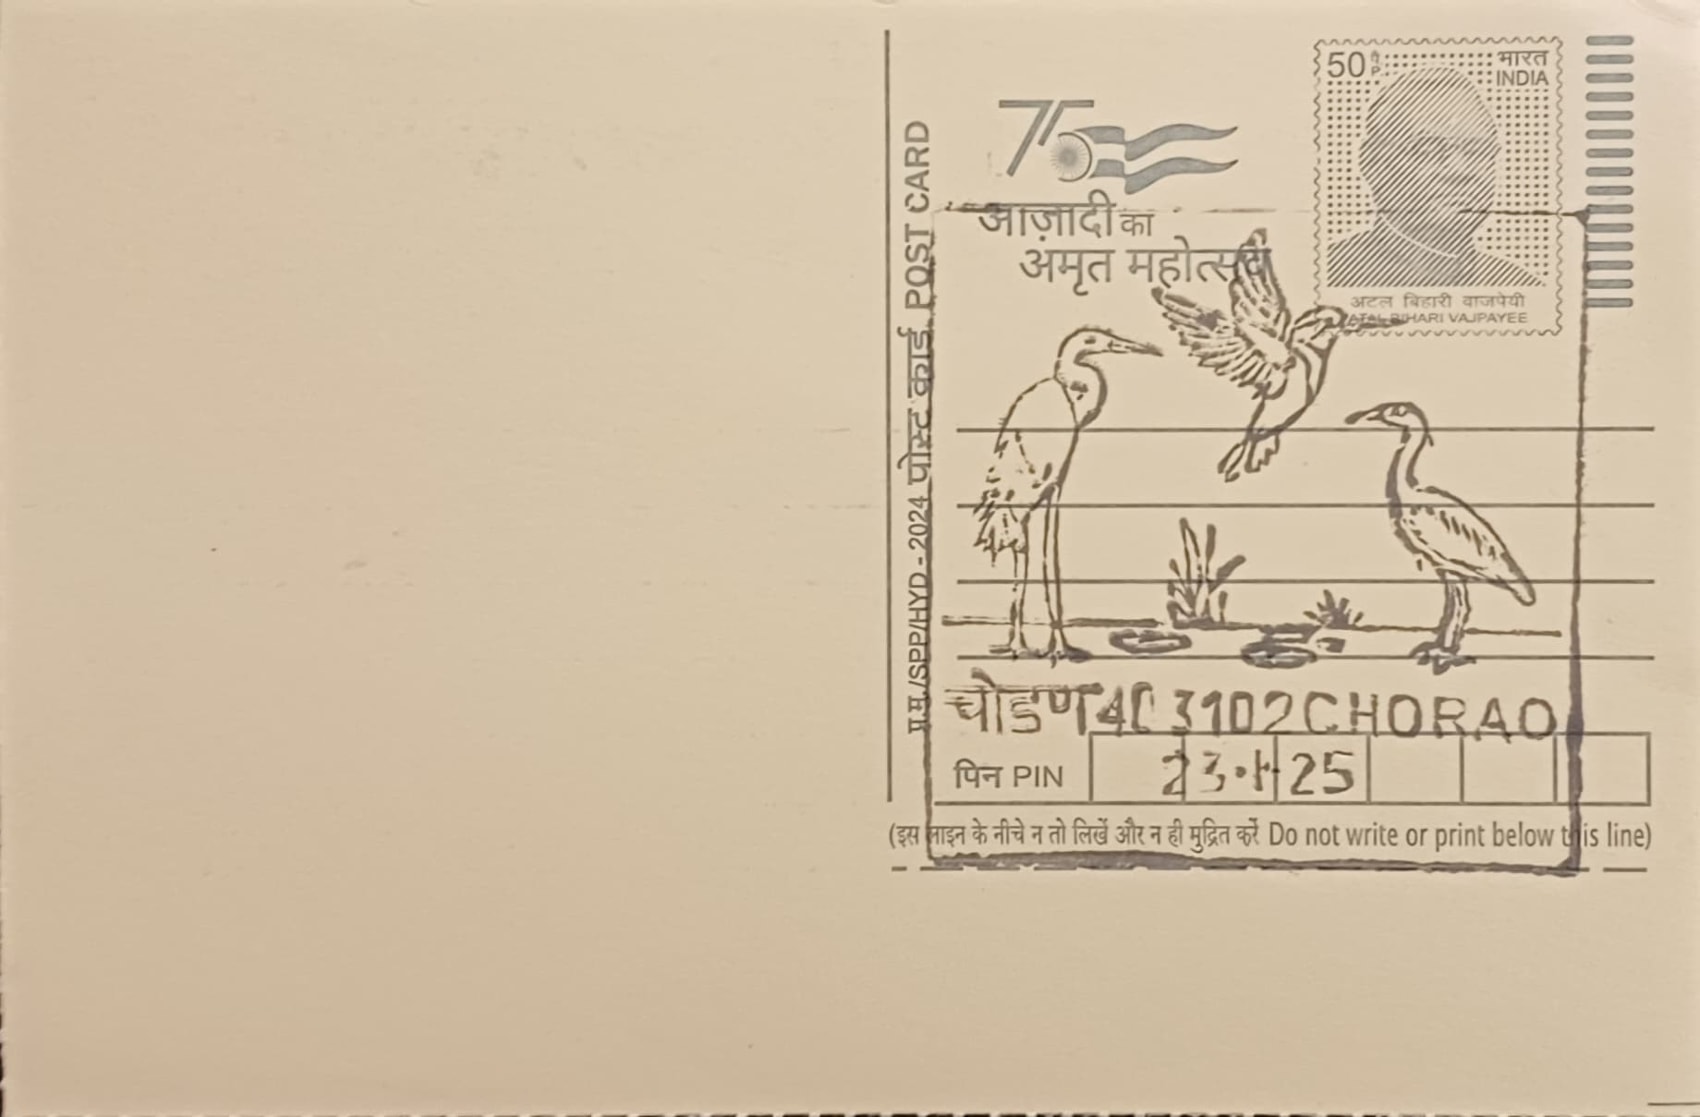 प्र.मु./SPP/HYD - 2024 पोस्ट कार्ड POST CARD
75
आज़ादी का
अमृत महोत्सव
50 पै P
भारत
INDIA
अटल बिहारी वाजपेयी
ATAL BIHARI VAJPAYEE
चोडण 403102 CHORAO
23·1·25
पिन PIN
(इस लाइन के नीचे न तो लिखें और न ही मुद्रित करें Do not write or print below this line)